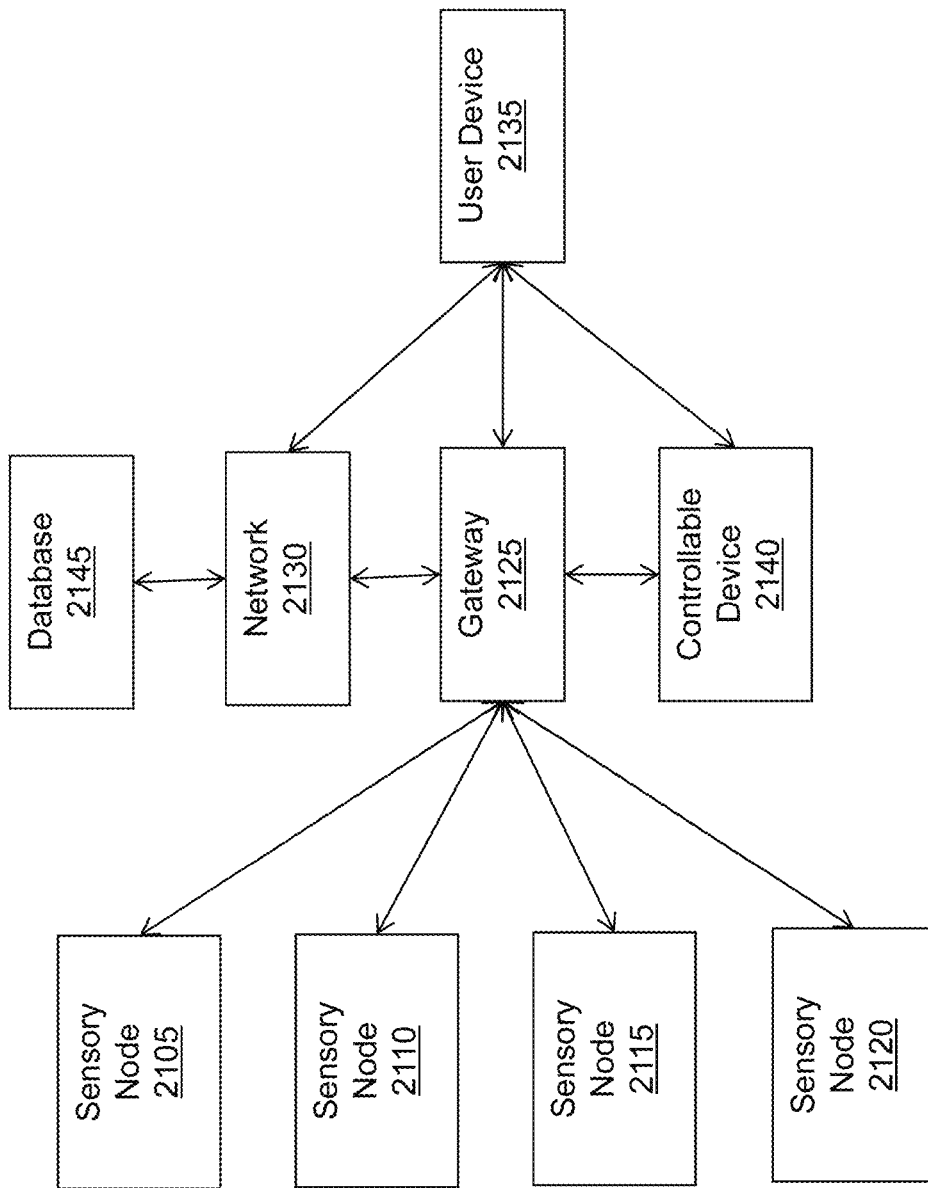 Sensory
Node
2105
Sensory
Node
2110
Sensory
Node
2115
Sensory
Node
2120
Database
2145
Network
2130
Gateway
2125
Controllable
Device
2140
User Device
2135